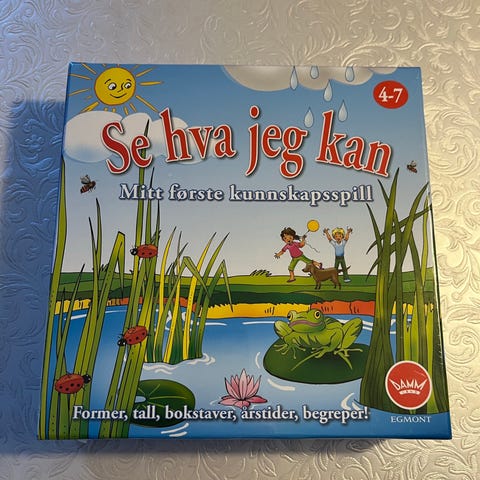 4-7
Se hva jeg kan
Mitt første kunnskapsspill
DAMM
EGMONT
Former, tall, bokstaver, årstider, begreper!